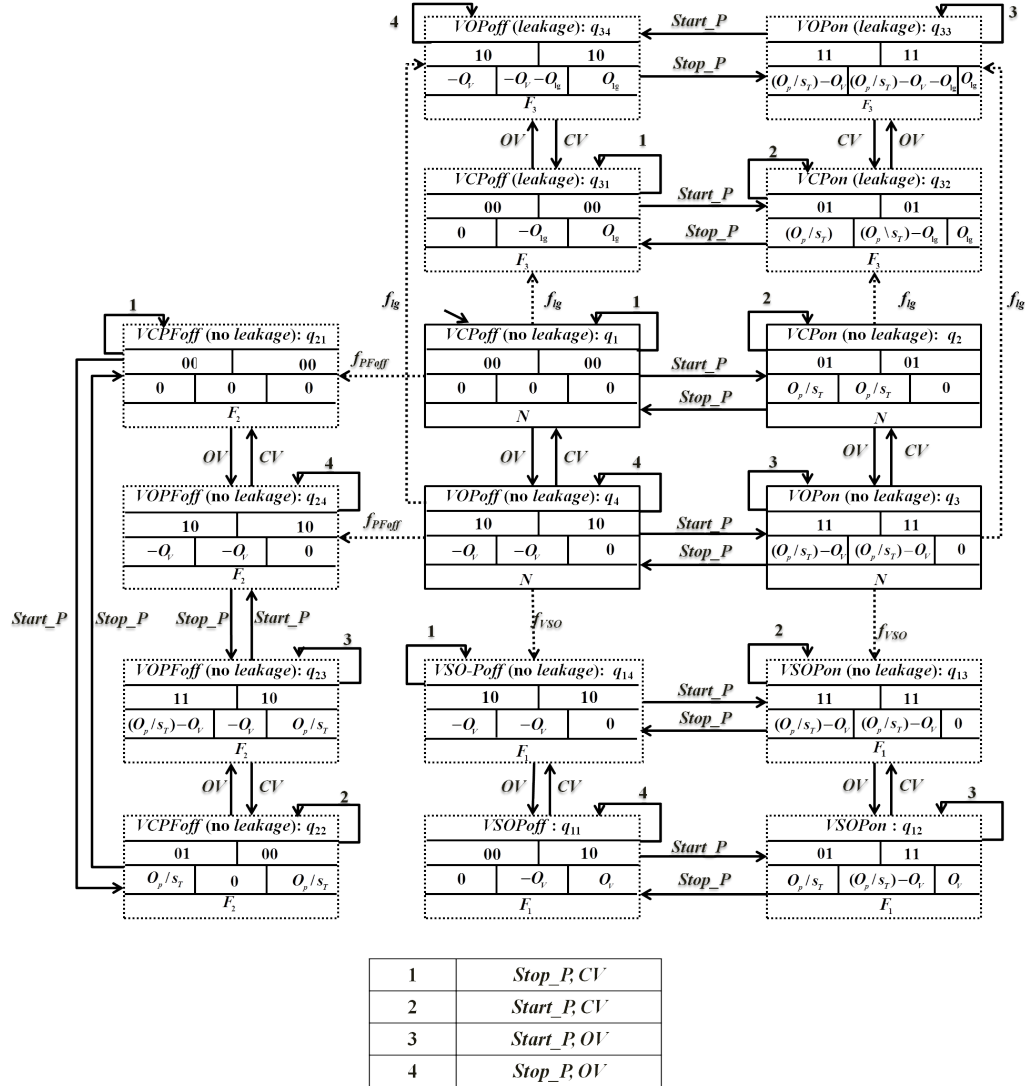 4
VOPoff (leakage): q34
10 10
−OV −OV−Olg Olg
F3
Start_P
Stop_P
3
VOPon (leakage): q33
11 11
(Op/sT)−OV (Op/sT)−OV−Olg Olg
F3
OV CV
CV OV
1
VCPoff (leakage): q31
00 00
0 −Olg Olg
F3
Start_P
Stop_P
2
VCPon (leakage): q32
01 01
(Op/sT) (Op\sT)−Olg Olg
F3
flg flg flg flg
1
VCPFoff (no leakage): q21
00 00
0 0 0
F2
fPFoff
1
VCPoff (no leakage): q1
00 00
0 0 0
N
Start_P
Stop_P
2
VCPon (no leakage): q2
01 01
Op/sT Op/sT 0
N
OV CV
OV CV
OV CV
4
VOPFoff (no leakage): q24
10 10
−OV −OV 0
F2
fPFoff
4
VOPoff (no leakage): q4
10 10
−OV −OV 0
N
Start_P
Stop_P
3
VOPon (no leakage): q3
11 11
(Op/sT)−OV (Op/sT)−OV 0
N
Start_P Stop_P Stop_P Start_P
fVSO
fVSO
3
VOPFoff (no leakage): q23
11 10
(Op/sT)−OV −OV Op/sT
F2
1
VSO-Poff (no leakage): q14
10 10
−OV −OV 0
F1
Start_P
Stop_P
2
VSOPon (no leakage): q13
11 11
(Op/sT)−OV (Op/sT)−OV 0
F1
OV CV
OV CV
OV CV
2
VCPFoff (no leakage): q22
01 00
Op/sT 0 Op/sT
F2
4
VSOPoff : q11
00 10
0 −OV OV
F1
Start_P
Stop_P
3
VSOPon : q12
01 11
Op/sT (Op/sT)−OV OV
F1
1 Stop_P, CV
2 Start_P, CV
3 Start_P, OV
4 Stop_P, OV